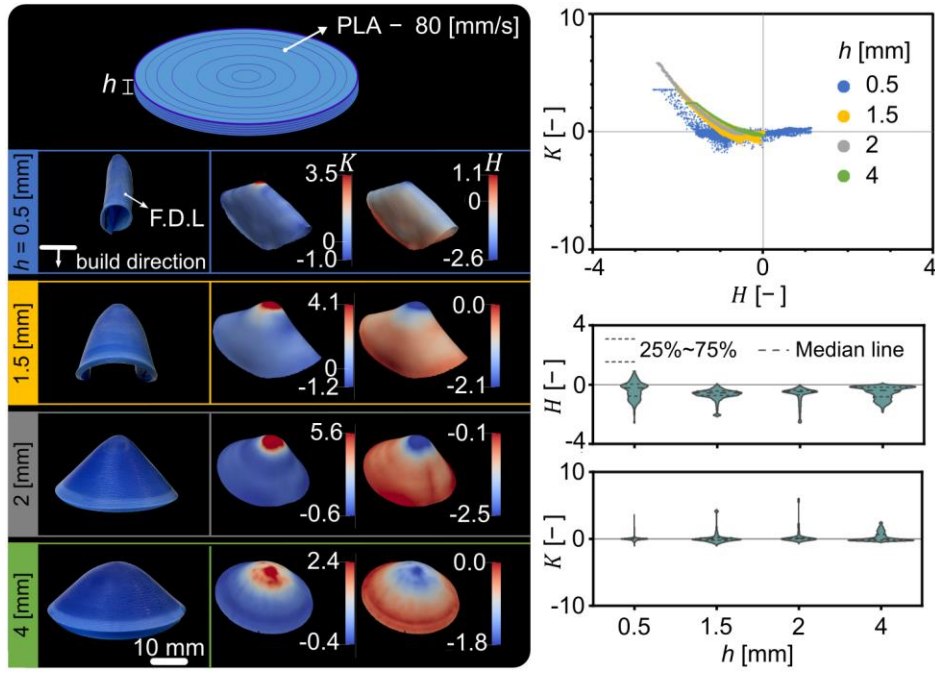 PLA – 80 [mm/s]
h
h = 0.5 [mm]
F.D.L
build direction
K
3.5
0
-1.0
H
1.1
0
-2.6
1.5 [mm]
4.1
-1.2
0.0
-2.1
2 [mm]
5.6
-0.6
-0.1
-2.5
4 [mm]
10 mm
2.4
-0.4
0.0
-1.8
10
0
-10
K [–]
-4
0
4
H [–]
h [mm]
0.5
1.5
2
4
4
0
-4
H [–]
25%~75%
Median line
10
0
-10
K [–]
0.5
1.5
2
4
h [mm]